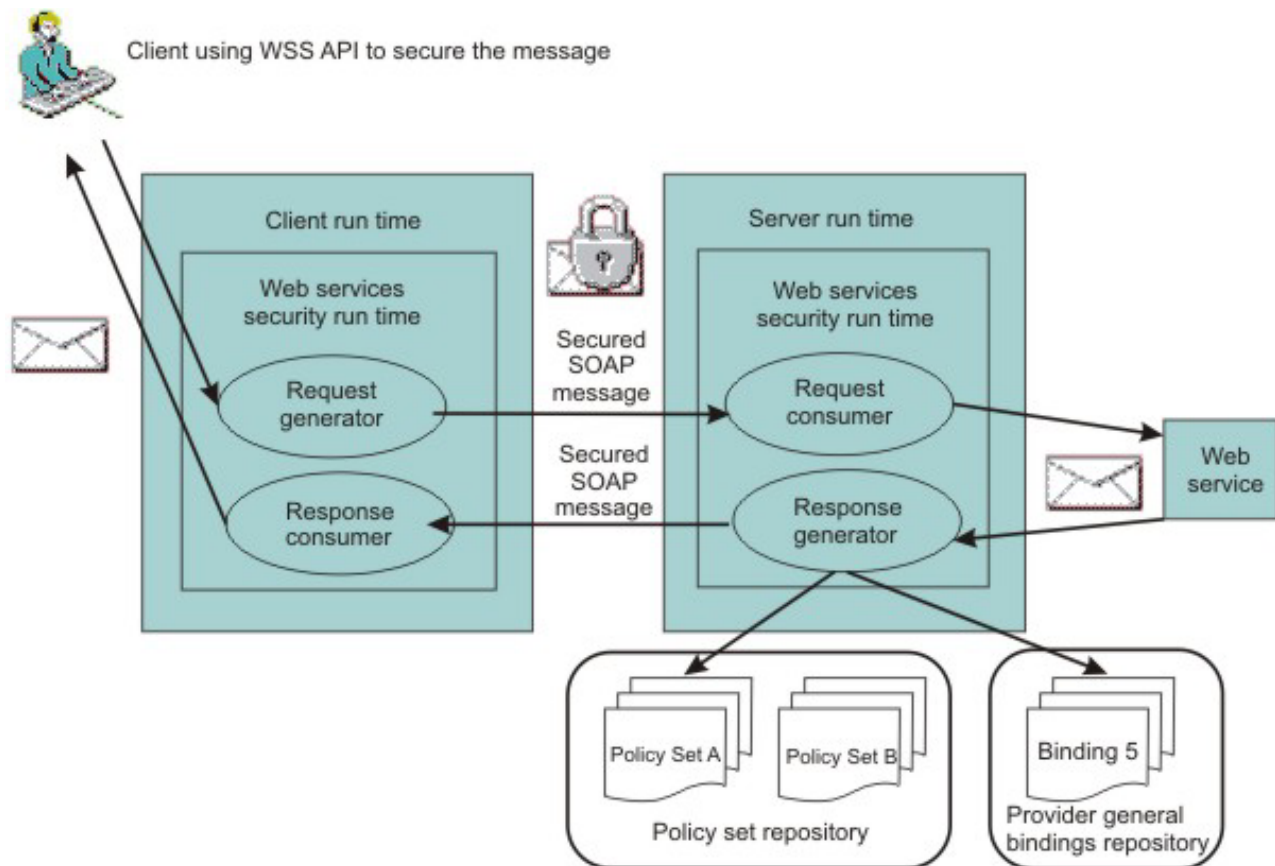 Client using WSS API to secure the message
Client run time
Web services
security run time
Request
generator
Response
consumer
Secured
SOAP
message
Secured
SOAP
message
Server run time
Web services
security run time
Request
consumer
Response
generator
Web
service
Policy Set A
Policy Set B
Policy set repository
Binding 5
Provider general
bindings repository